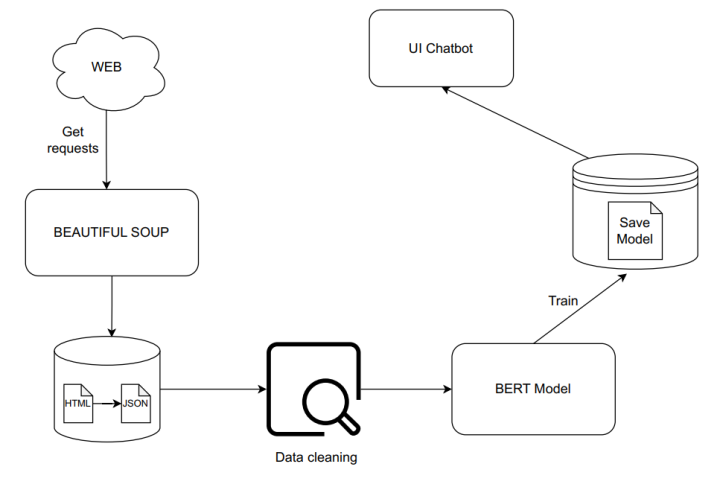 WEB
UI Chatbot
Get
requests
BEAUTIFUL SOUP
Save
Model
Train
HTML
JSON
BERT Model
Data cleaning